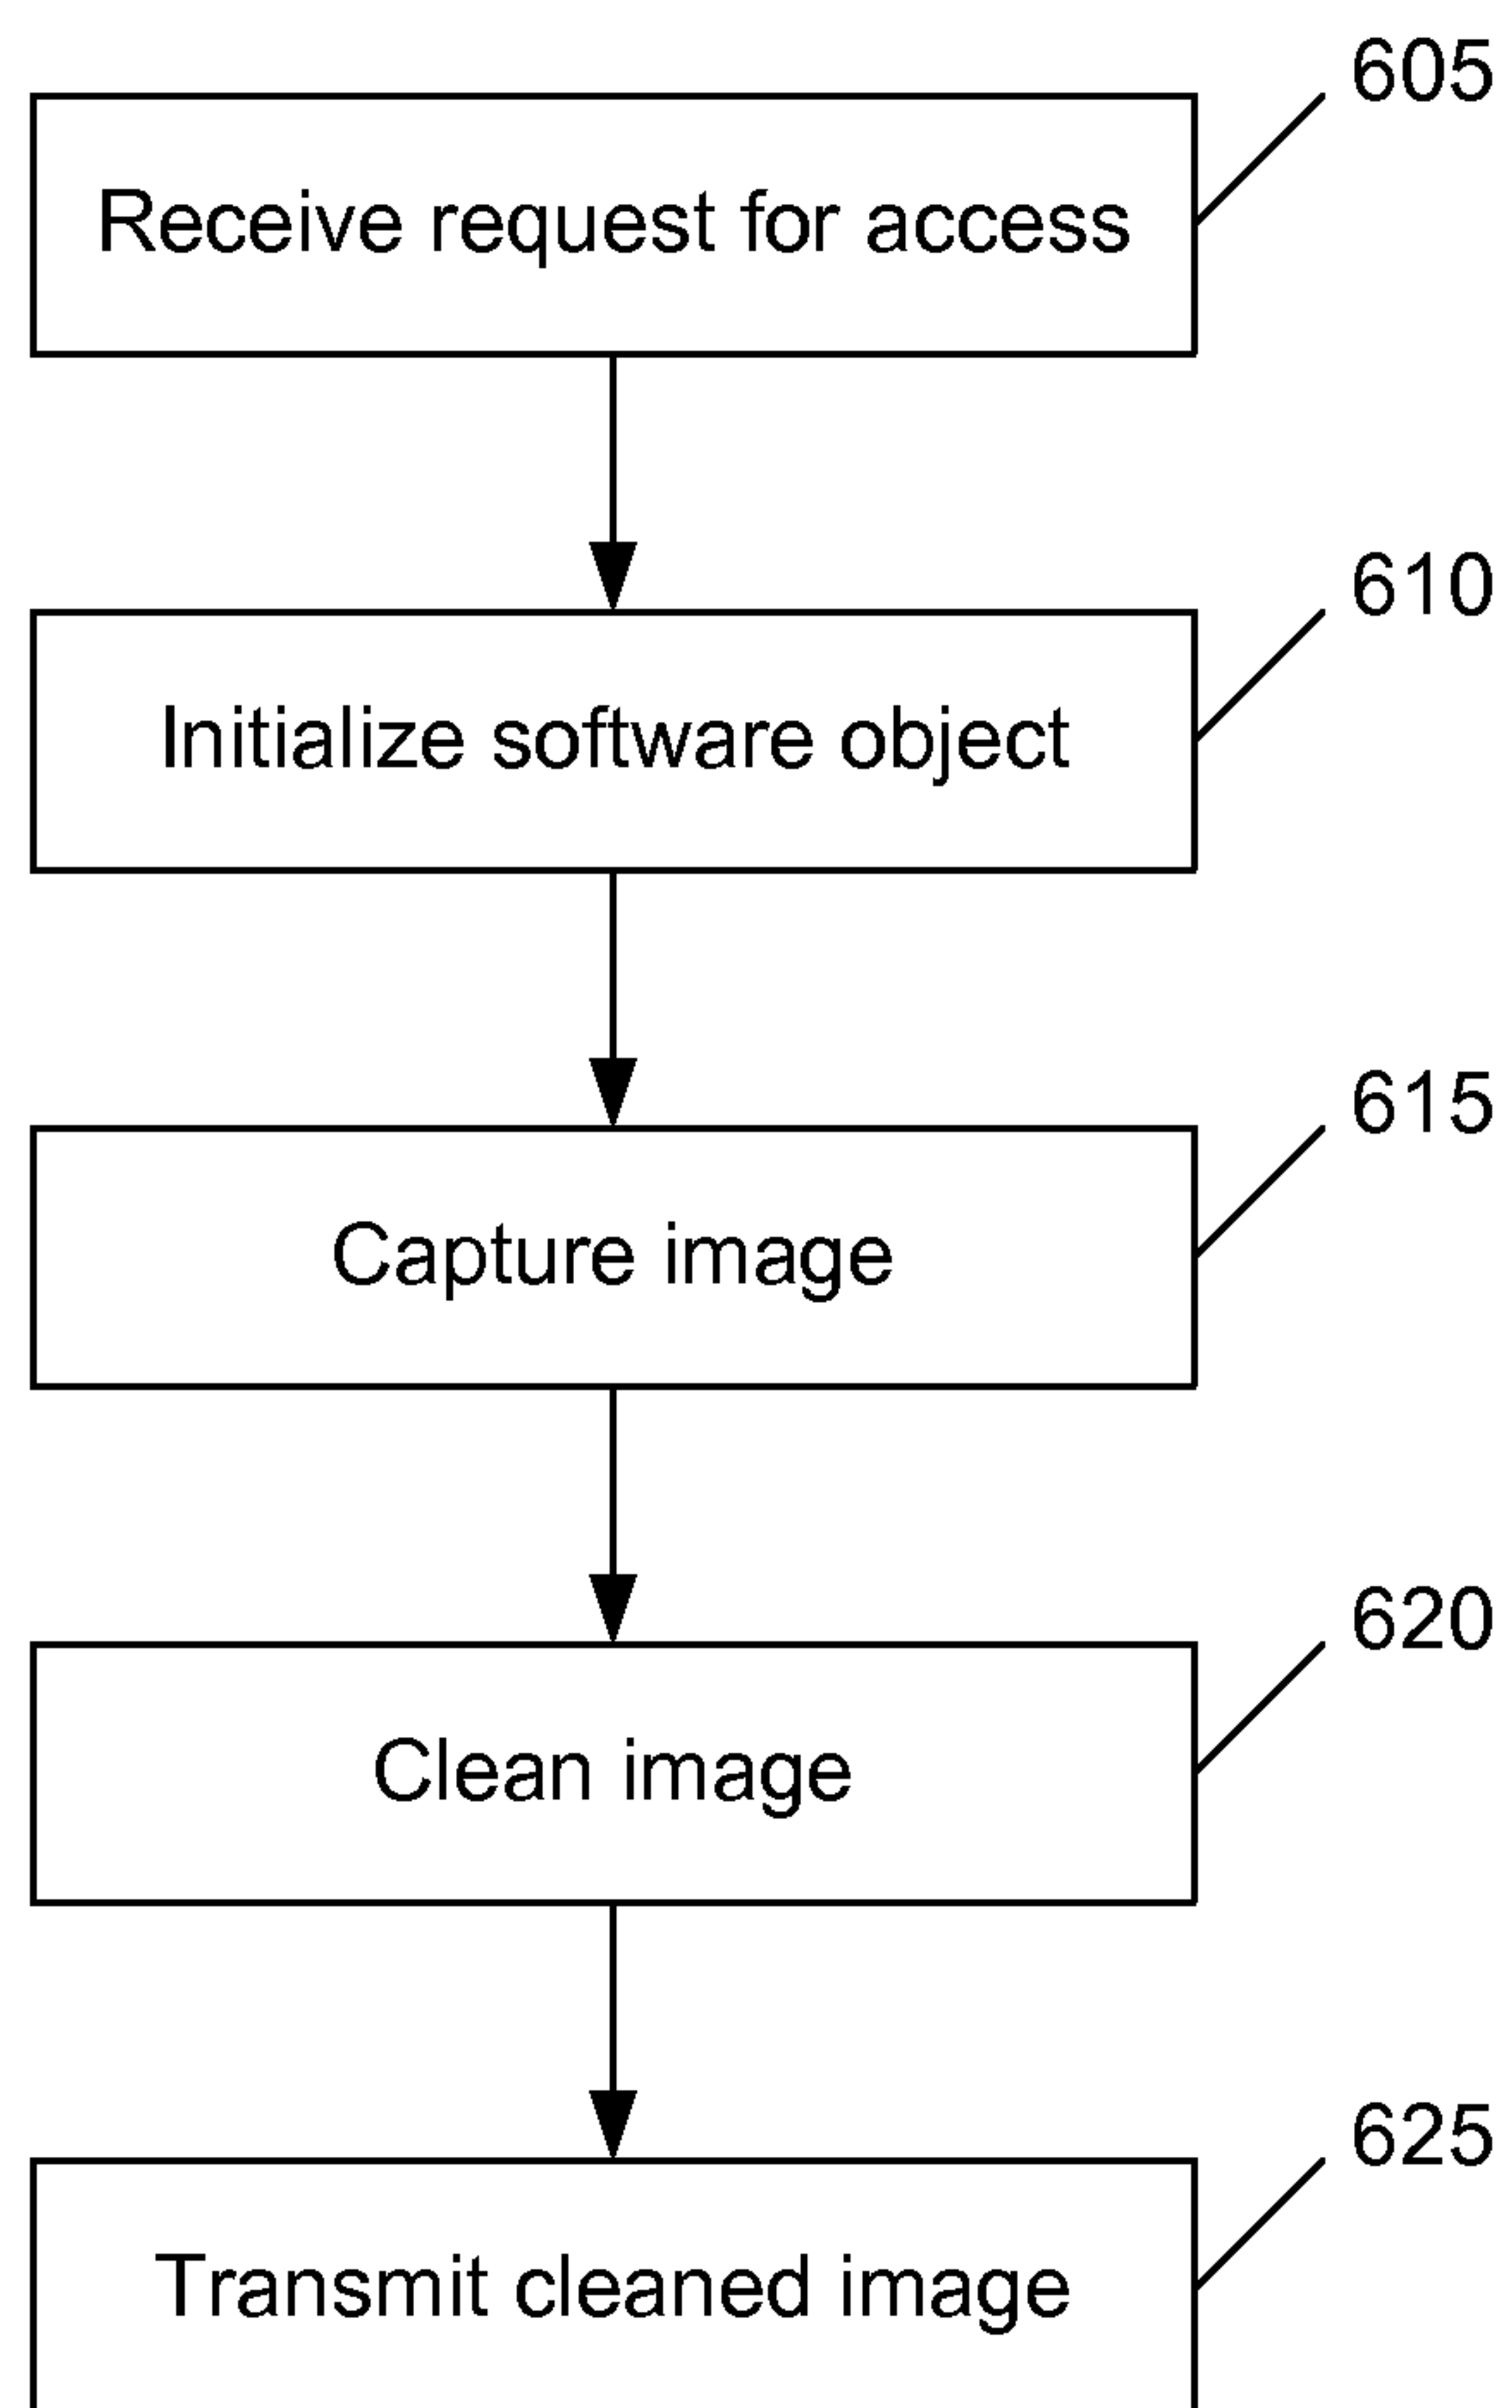 605
Receive request for access
610
Initialize software object
615
Capture image
620
Clean image
625
Transmit cleaned image